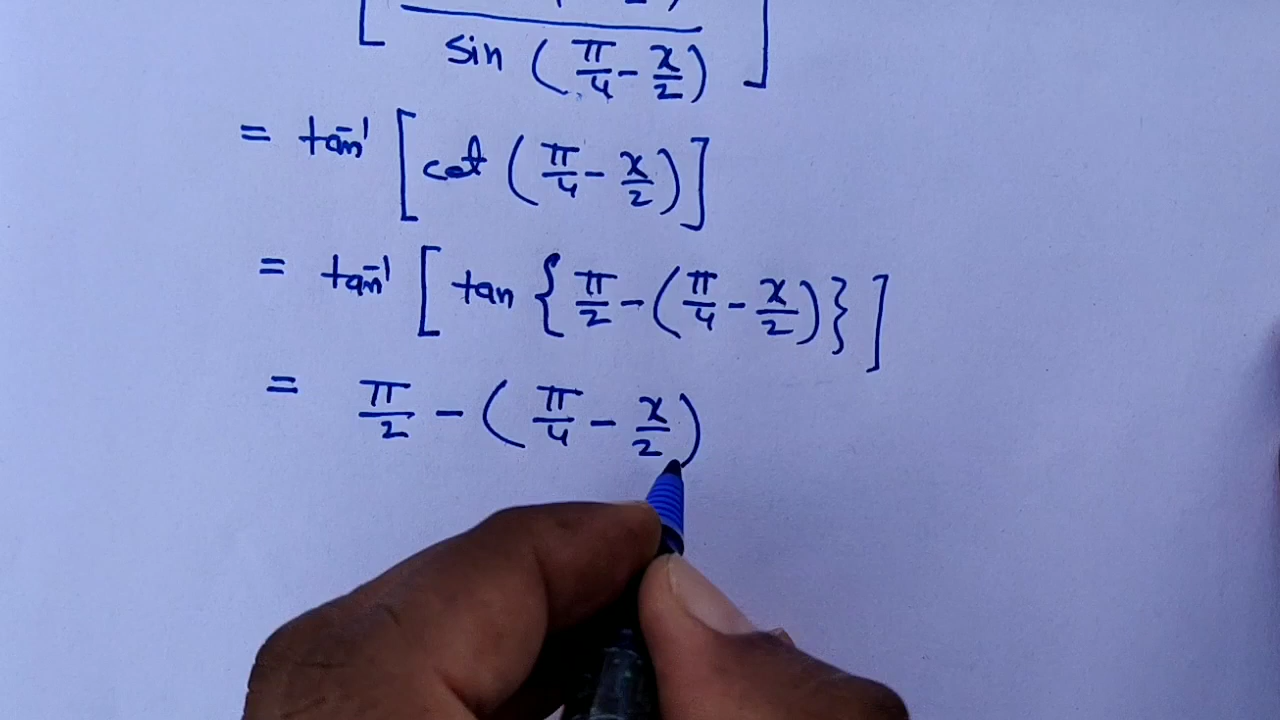 sin (π/4 - x/2) ]
= tan⁻¹ [cot (π/4 - x/2)]
= tan⁻¹ [tan {π/2 - (π/4 - x/2)}]
= π/2 - (π/4 - x/2)